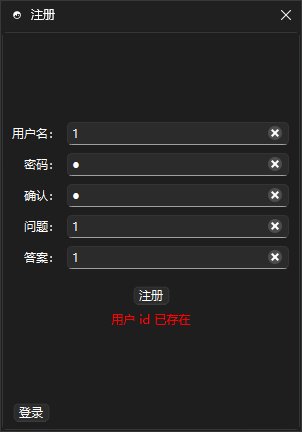 注册
用户名： 1
密码： ●
确认： ●
问题： 1
答案： 1
注册
用户 id 已存在
登录